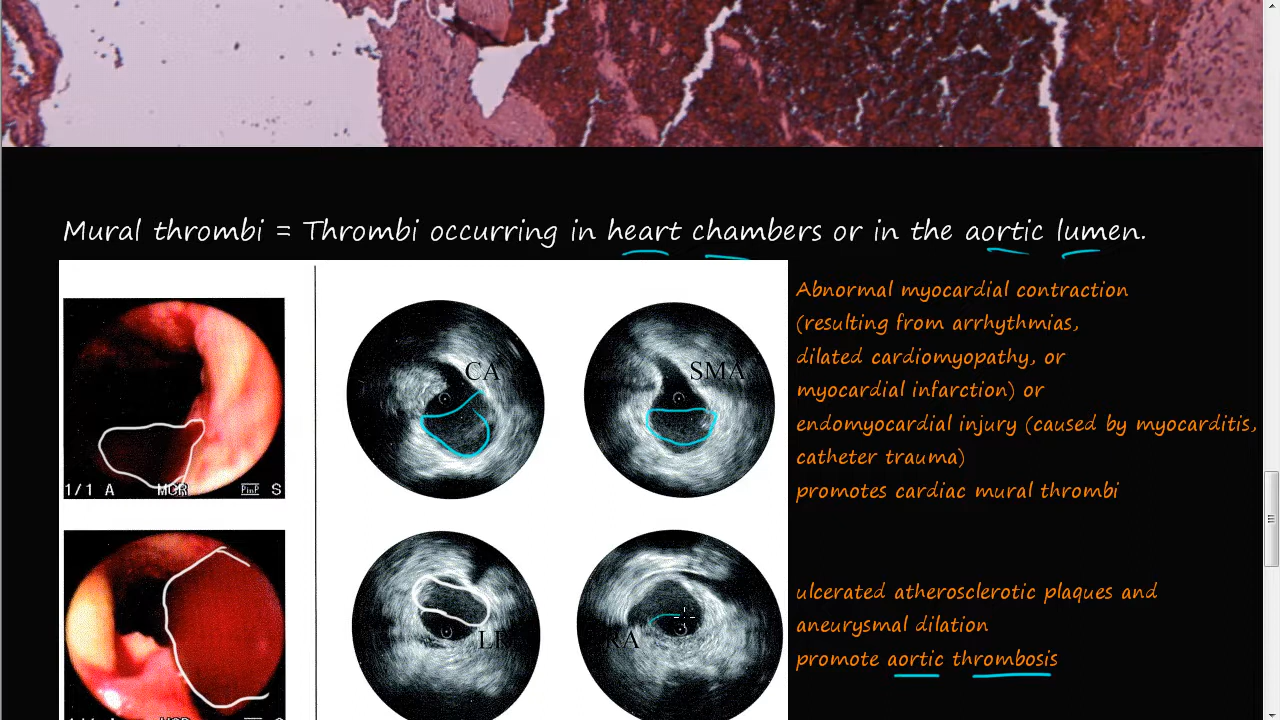 Mural thrombi = Thrombi occurring in heart chambers or in the aortic lumen.
Abnormal myocardial contraction
(resulting from arrhythmias,
dilated cardiomyopathy, or
myocardial infarction) or
endomyocardial injury (caused by myocarditis,
catheter trauma)
promotes cardiac mural thrombi
CA
SMA
1/1 A MCR PinP S
ulcerated atherosclerotic plaques and
aneurysmal dilation
promote aortic thrombosis
RA